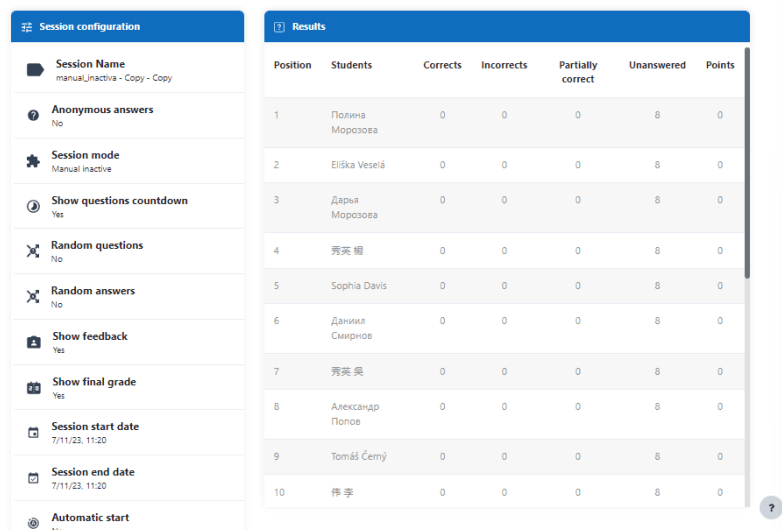 Session configuration
Session Name
manual_inactiva - Copy - Copy
Anonymous answers
No
Session mode
Manual inactive
Show questions countdown
Yes
Random questions
No
Random answers
No
Show feedback
Yes
Show final grade
Yes
Session start date
7/11/23, 11:20
Session end date
7/11/23, 11:20
Automatic start
Results
Position Students Corrects Incorrects Partially correct Unanswered Points
1 Полина Морозова 0 0 0 8 0
2 Eliška Veselá 0 0 0 8 0
3 Дарья Морозова 0 0 0 8 0
4 秀英 0 0 0 8 0
5 Sophia Davis 0 0 0 8 0
6 Даниил Смирнов 0 0 0 8 0
7 秀英 吳 0 0 0 8 0
8 Александр Попов 0 0 0 8 0
9 Tomáš Černý 0 0 0 8 0
10 伟 李 0 0 0 8 0
?